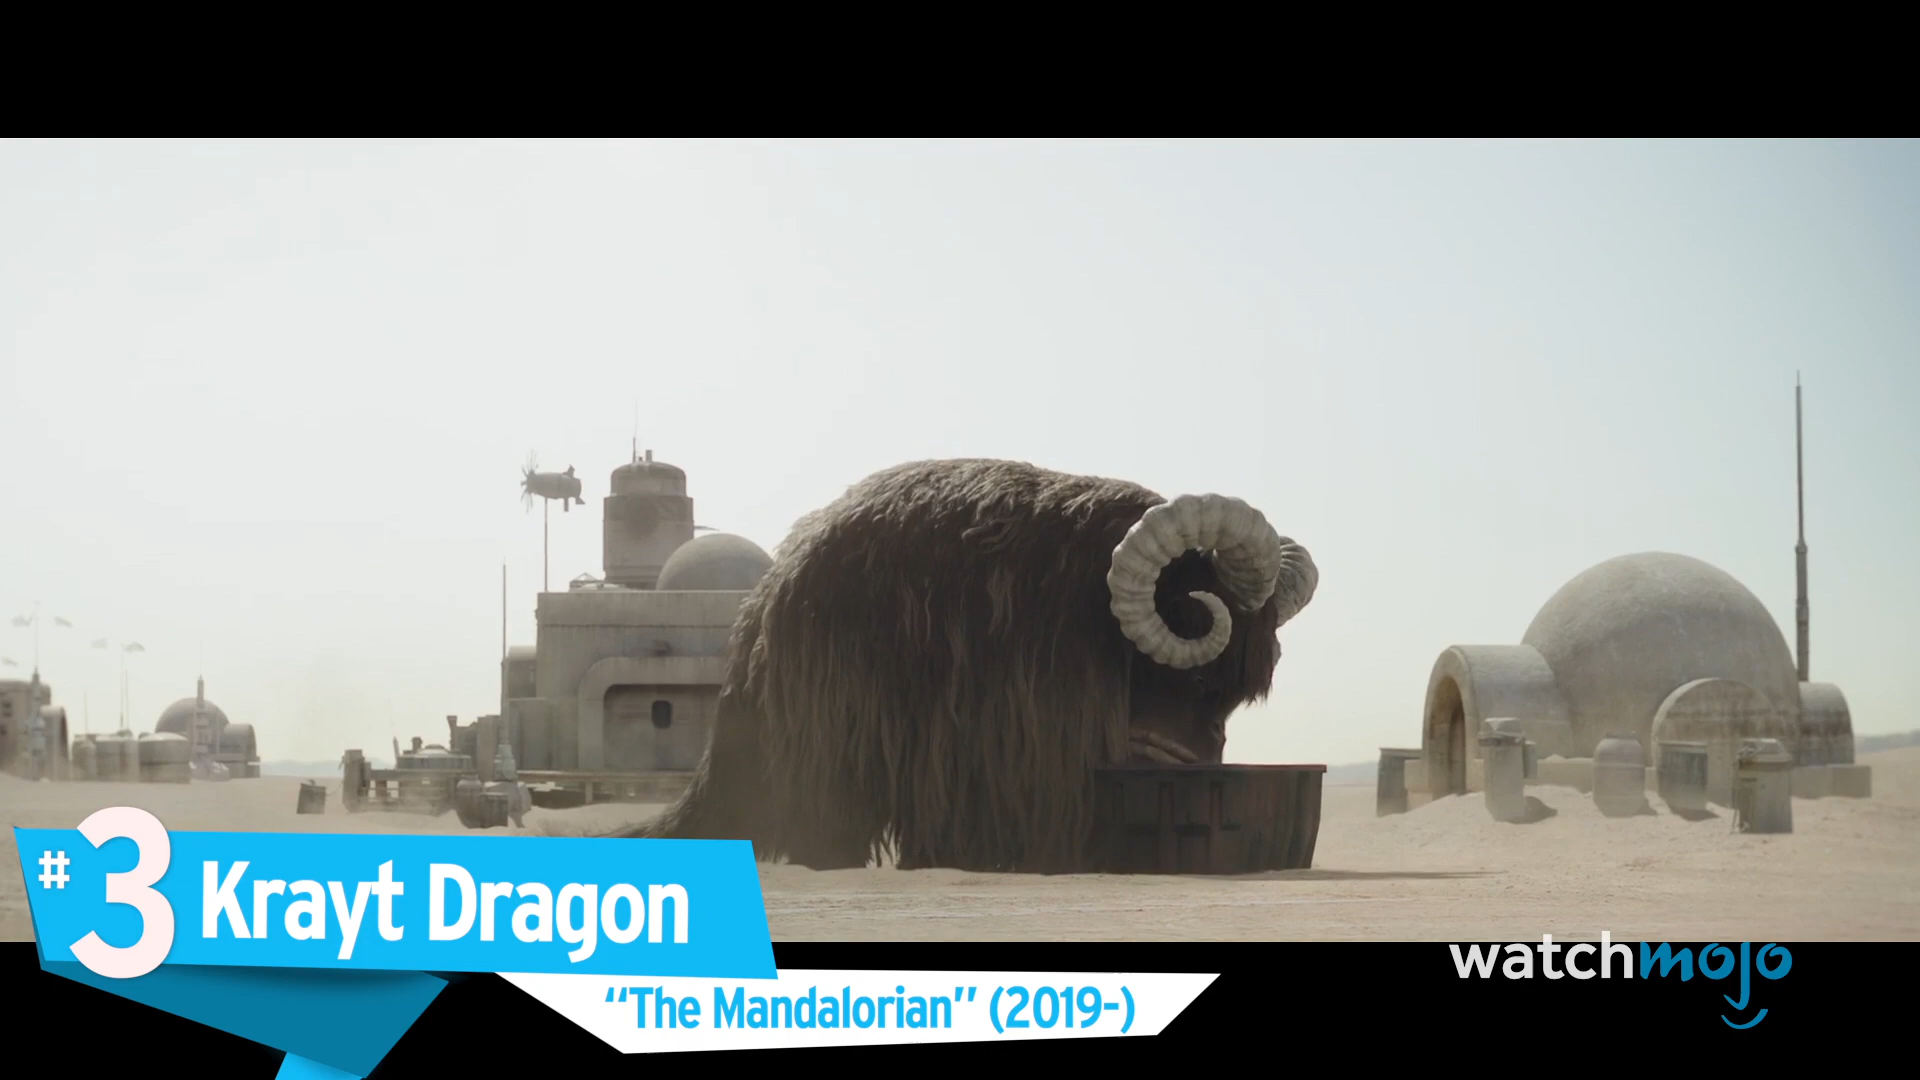 #3 Krayt Dragon
“The Mandalorian” (2019-)
watchmojo